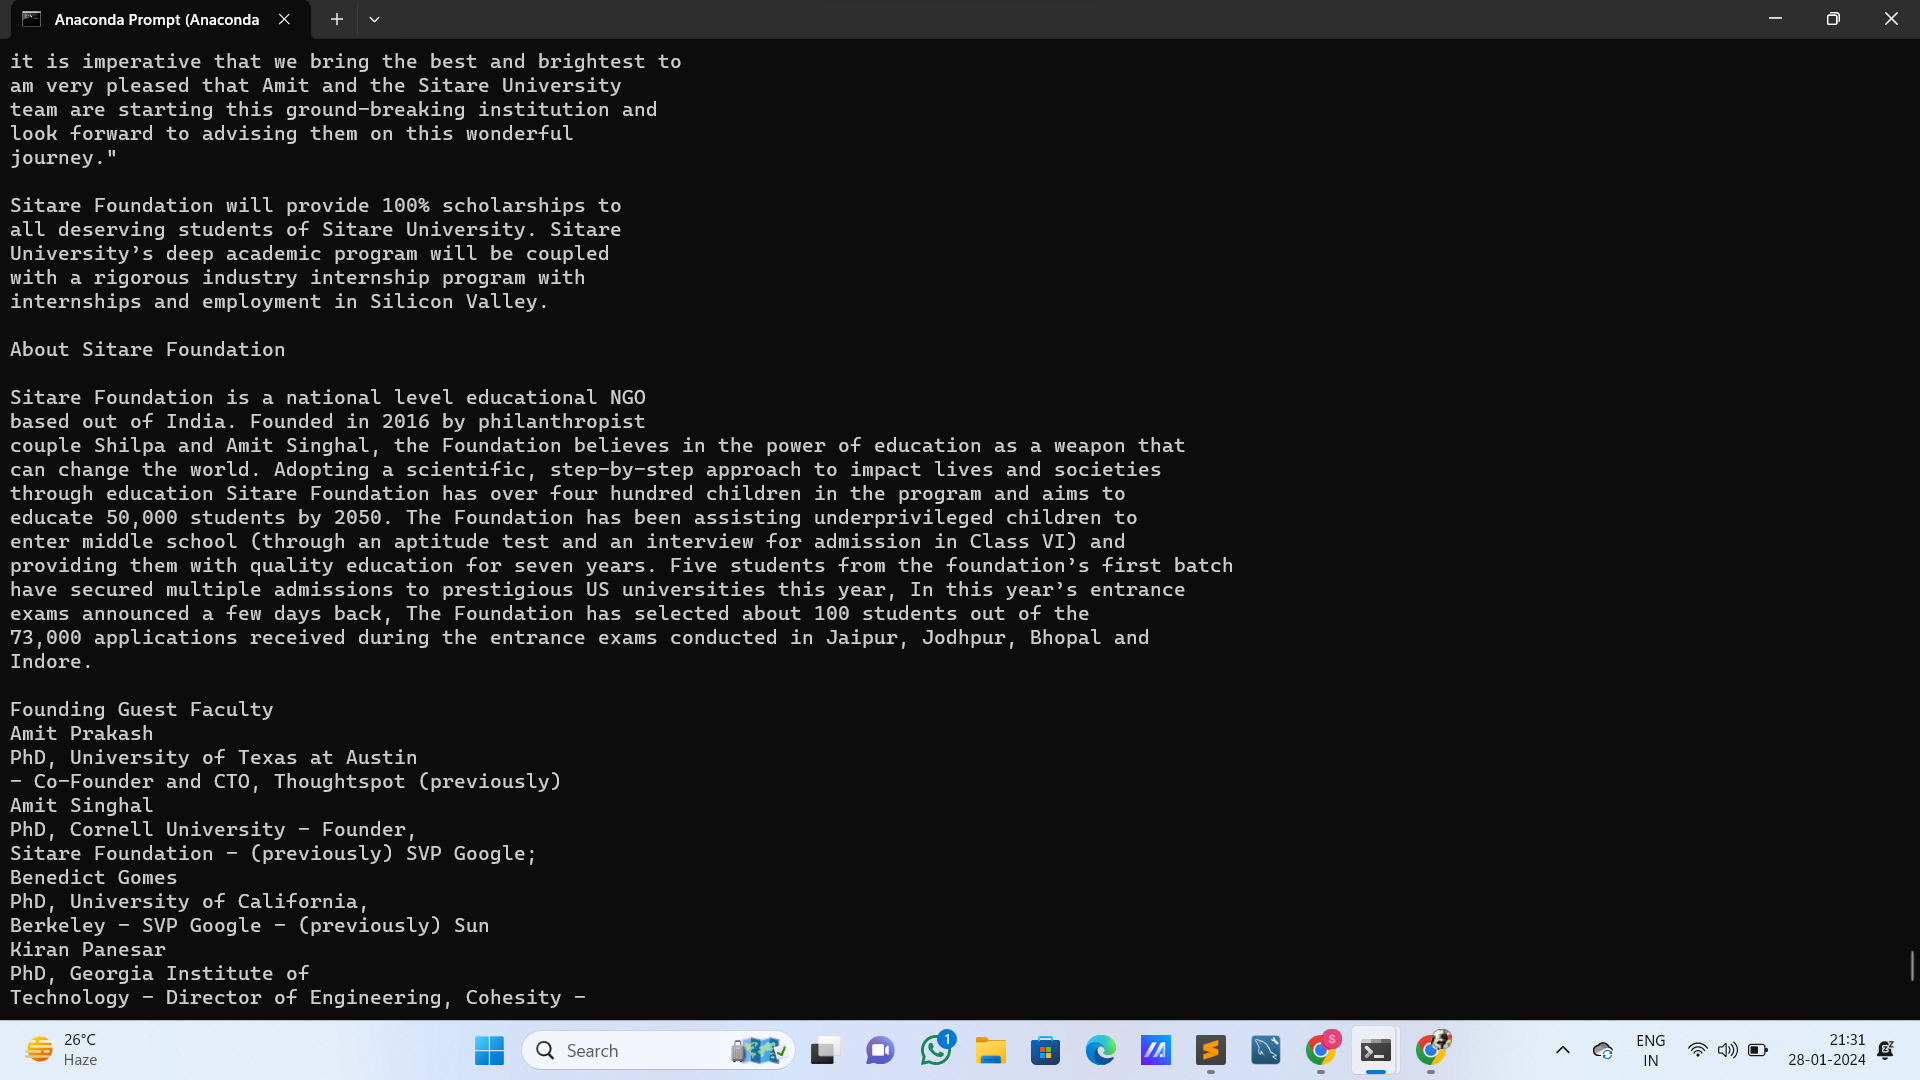 Anaconda Prompt (Anaconda
it is imperative that we bring the best and brightest to
am very pleased that Amit and the Sitare University
team are starting this ground-breaking institution and
look forward to advising them on this wonderful
journey."
Sitare Foundation will provide 100% scholarships to
all deserving students of Sitare University. Sitare
University’s deep academic program will be coupled
with a rigorous industry internship program with
internships and employment in Silicon Valley.
About Sitare Foundation
Sitare Foundation is a national level educational NGO
based out of India. Founded in 2016 by philanthropist
couple Shilpa and Amit Singhal, the Foundation believes in the power of education as a weapon that
can change the world. Adopting a scientific, step-by-step approach to impact lives and societies
through education Sitare Foundation has over four hundred children in the program and aims to
educate 50,000 students by 2050. The Foundation has been assisting underprivileged children to
enter middle school (through an aptitude test and an interview for admission in Class VI) and
providing them with quality education for seven years. Five students from the foundation’s first batch
have secured multiple admissions to prestigious US universities this year, In this year’s entrance
exams announced a few days back, The Foundation has selected about 100 students out of the
73,000 applications received during the entrance exams conducted in Jaipur, Jodhpur, Bhopal and
Indore.
Founding Guest Faculty
Amit Prakash
PhD, University of Texas at Austin
- Co-Founder and CTO, Thoughtspot (previously)
Amit Singhal
PhD, Cornell University - Founder,
Sitare Foundation - (previously) SVP Google;
Benedict Gomes
PhD, University of California,
Berkeley - SVP Google - (previously) Sun
Kiran Panesar
PhD, Georgia Institute of
Technology - Director of Engineering, Cohesity -
26°C
Haze
Search
1
S
ENG
IN
21:31
28-01-2024